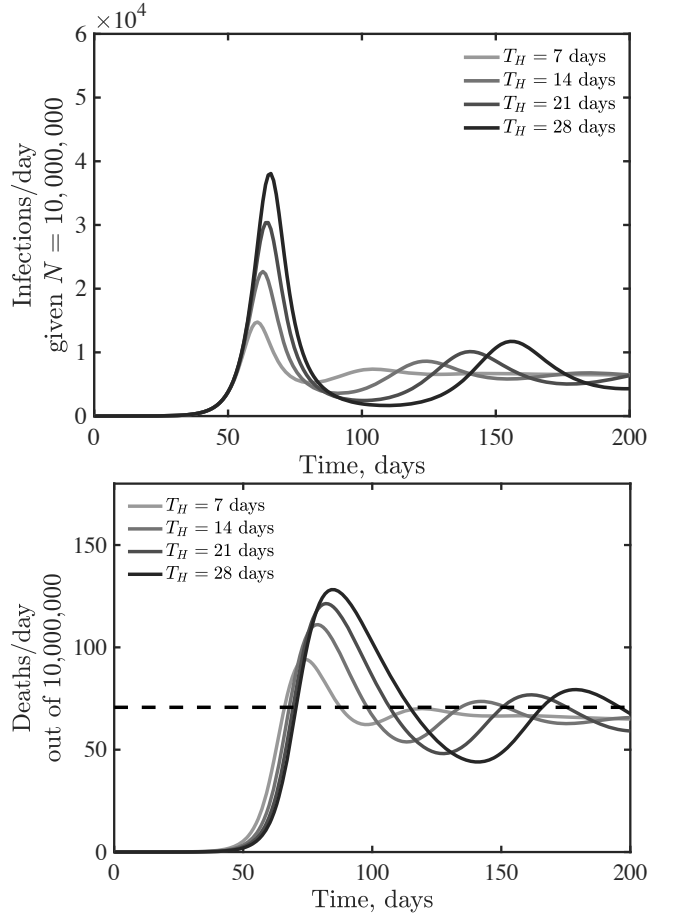 ×10⁴
6
5
4
3
2
1
0
Infections/day
given N = 10,000,000
T_H = 7 days
T_H = 14 days
T_H = 21 days
T_H = 28 days
0 50 100 150 200
Time, days
150
100
50
0
Deaths/day
out of 10,000,000
T_H = 7 days
T_H = 14 days
T_H = 21 days
T_H = 28 days
0 50 100 150 200
Time, days